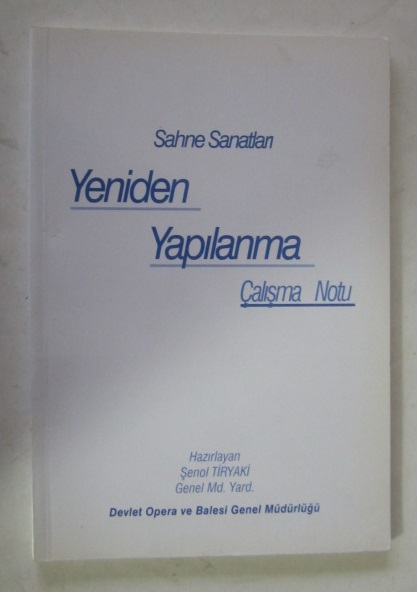 Sahne Sanatları
Yeniden
Yapılanma
Çalışma Notu
Hazırlayan
Şenol TİRYAKİ
Genel Md. Yard.
Devlet Opera ve Balesi Genel Müdürlüğü